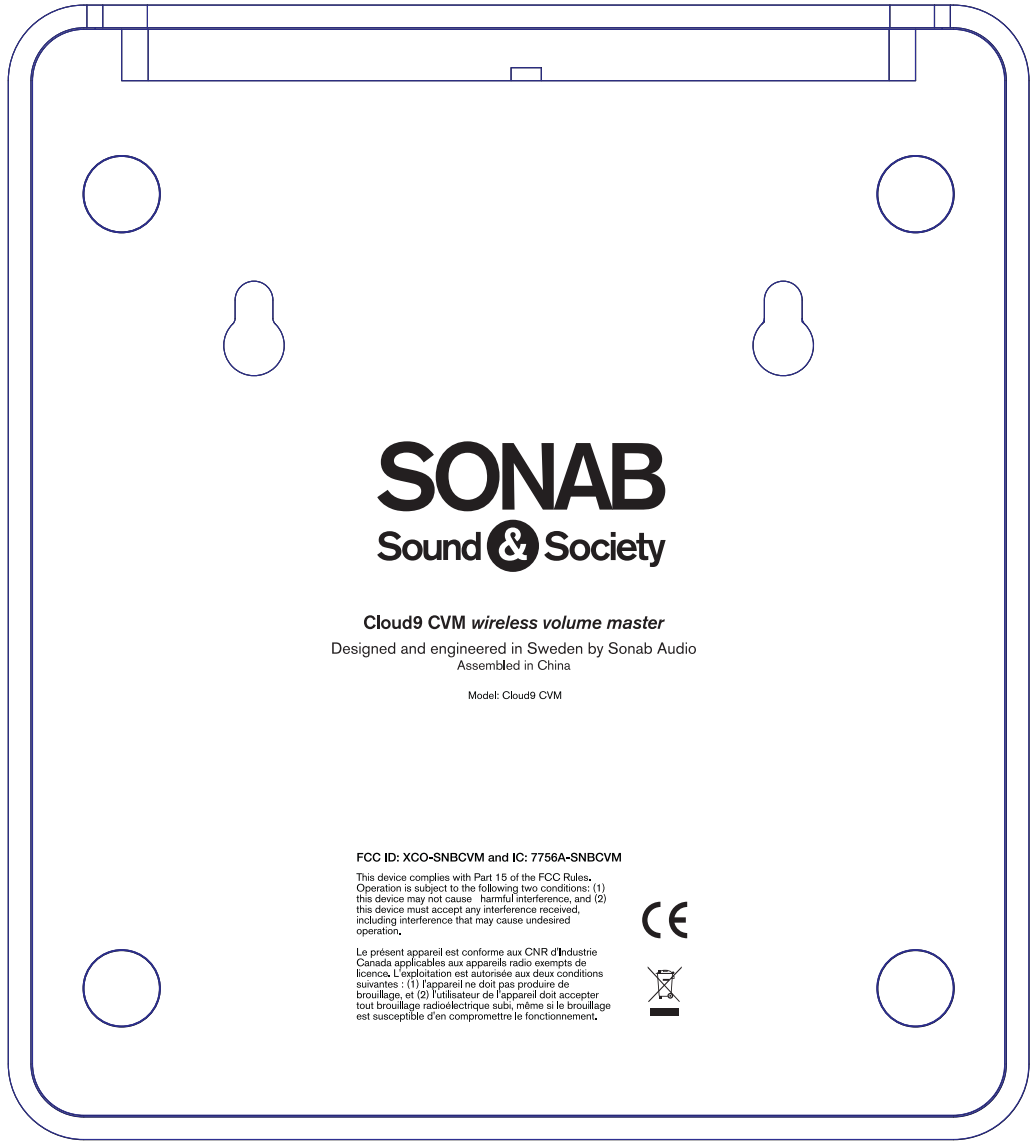 SONAB
Sound & Society
Cloud9 CVM wireless volume master
Designed and engineered in Sweden by Sonab Audio
Assembled in China
Model: Cloud9 CVM
FCC ID: XCO-SNBCVM and IC: 7756A-SNBCVM
This device complies with Part 15 of the FCC Rules.
Operation is subject to the following two conditions: (1)
this device may not cause harmful interference, and (2)
this device must accept any interference received,
including interference that may cause undesired
operation.
CE
Le présent appareil est conforme aux CNR d'Industrie
Canada applicables aux appareils radio exempts de
licence. L'exploitation est autorisée aux deux conditions
suivantes : (1) l'appareil ne doit pas produire de
brouillage, et (2) l'utilisateur de l'appareil doit accepter
tout brouillage radioélectrique subi, même si le brouillage
est susceptible d'en compromettre le fonctionnement.